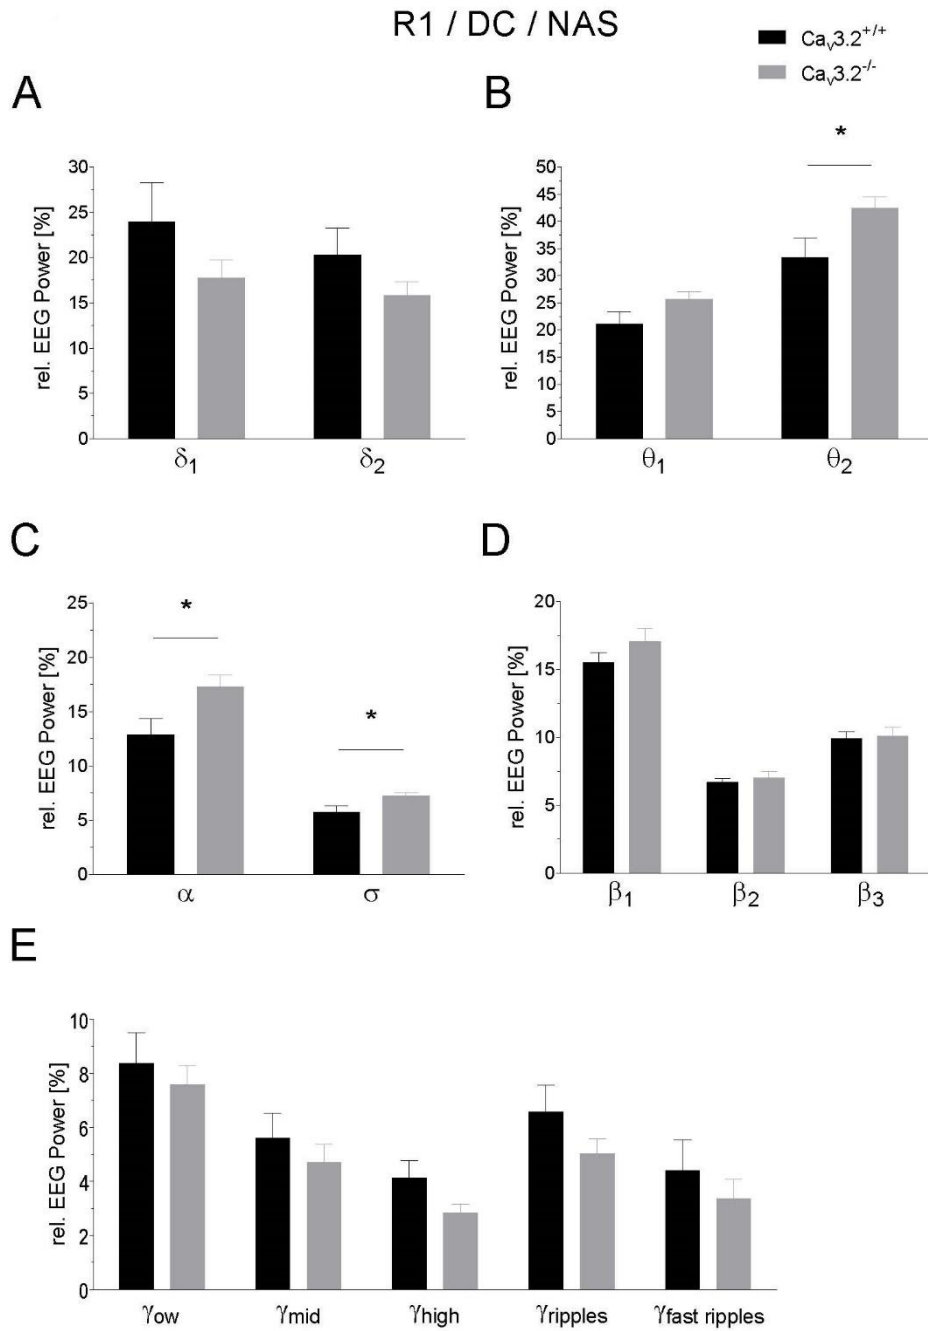 R1 / DC / NAS
Caᵥ3.2⁺/⁺
Caᵥ3.2⁻/⁻
A
rel. EEG Power [%]
30
25
20
15
10
5
0
δ₁
δ₂
B
*
rel. EEG Power [%]
50
45
40
35
30
25
20
25
10
5
0
θ₁
θ₂
C
*
*
rel. EEG Power [%]
25
20
15
10
5
0
α
σ
D
rel. EEG Power [%]
20
15
10
5
0
β₁
β₂
β₃
E
rel. EEG Power [%]
10
8
6
4
2
0
γow
γmid
γhigh
γripples
γfast ripples